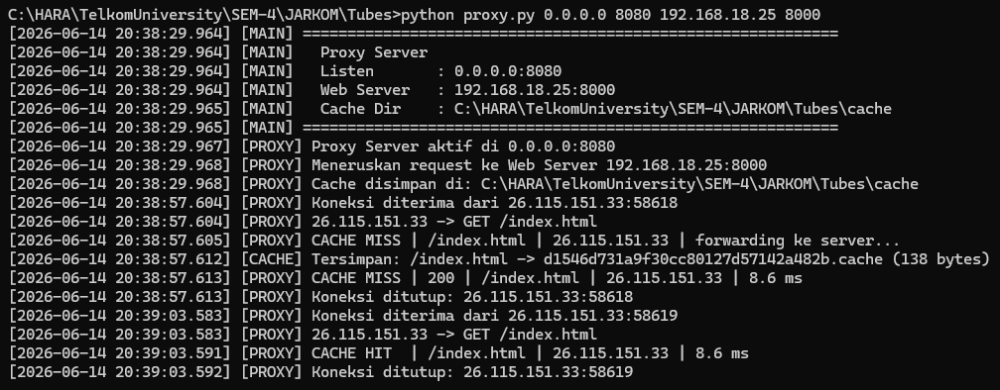 C:\HARA\TelkomUniversity\SEM-4\JARKOM\Tubes>python proxy.py 0.0.0.0 8080 192.168.18.25 8000
[2026-06-14 20:38:29.964] [MAIN] ============================================================
[2026-06-14 20:38:29.964] [MAIN]   Proxy Server
[2026-06-14 20:38:29.964] [MAIN]   Listen       : 0.0.0.0:8080
[2026-06-14 20:38:29.964] [MAIN]   Web Server   : 192.168.18.25:8000
[2026-06-14 20:38:29.965] [MAIN]   Cache Dir    : C:\HARA\TelkomUniversity\SEM-4\JARKOM\Tubes\cache
[2026-06-14 20:38:29.965] [MAIN] ============================================================
[2026-06-14 20:38:29.967] [PROXY] Proxy Server aktif di 0.0.0.0:8080
[2026-06-14 20:38:29.968] [PROXY] Meneruskan request ke Web Server 192.168.18.25:8000
[2026-06-14 20:38:29.968] [PROXY] Cache disimpan di: C:\HARA\TelkomUniversity\SEM-4\JARKOM\Tubes\cache
[2026-06-14 20:38:57.604] [PROXY] Koneksi diterima dari 26.115.151.33:58618
[2026-06-14 20:38:57.604] [PROXY] 26.115.151.33 -> GET /index.html
[2026-06-14 20:38:57.605] [PROXY] CACHE MISS | /index.html | 26.115.151.33 | forwarding ke server...
[2026-06-14 20:38:57.612] [CACHE] Tersimpan: /index.html -> d1546d731a9f30cc80127d57142a482b.cache (138 bytes)
[2026-06-14 20:38:57.613] [PROXY] CACHE MISS | 200 | /index.html | 26.115.151.33 | 8.6 ms
[2026-06-14 20:38:57.613] [PROXY] Koneksi ditutup: 26.115.151.33:58618
[2026-06-14 20:39:03.583] [PROXY] Koneksi diterima dari 26.115.151.33:58619
[2026-06-14 20:39:03.583] [PROXY] 26.115.151.33 -> GET /index.html
[2026-06-14 20:39:03.591] [PROXY] CACHE HIT  | /index.html | 26.115.151.33 | 8.6 ms
[2026-06-14 20:39:03.592] [PROXY] Koneksi ditutup: 26.115.151.33:58619